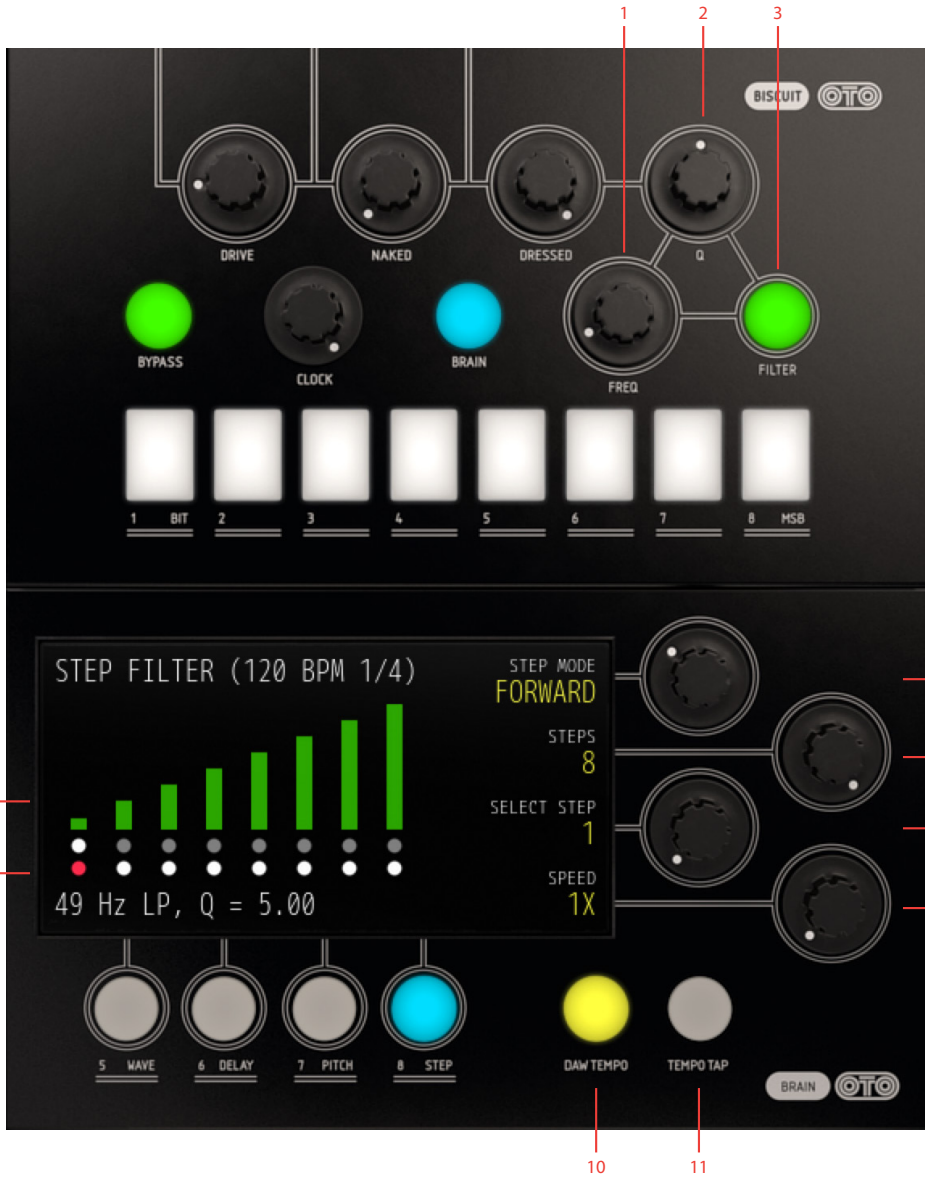 1 2 3
BISCUIT OTO
DRIVE NAKED DRESSED Q
BYPASS CLOCK BRAIN FREQ FILTER
1 BIT 2 3 4 5 6 7 8 MSB
STEP FILTER (120 BPM 1/4)
STEP MODE
FORWARD
STEPS
8
SELECT STEP
1
SPEED
1X
49 Hz LP, Q = 5.00
5 WAVE 6 DELAY 7 PITCH 8 STEP
DAW TEMPO TEMPO TAP
BRAIN OTO
10 11